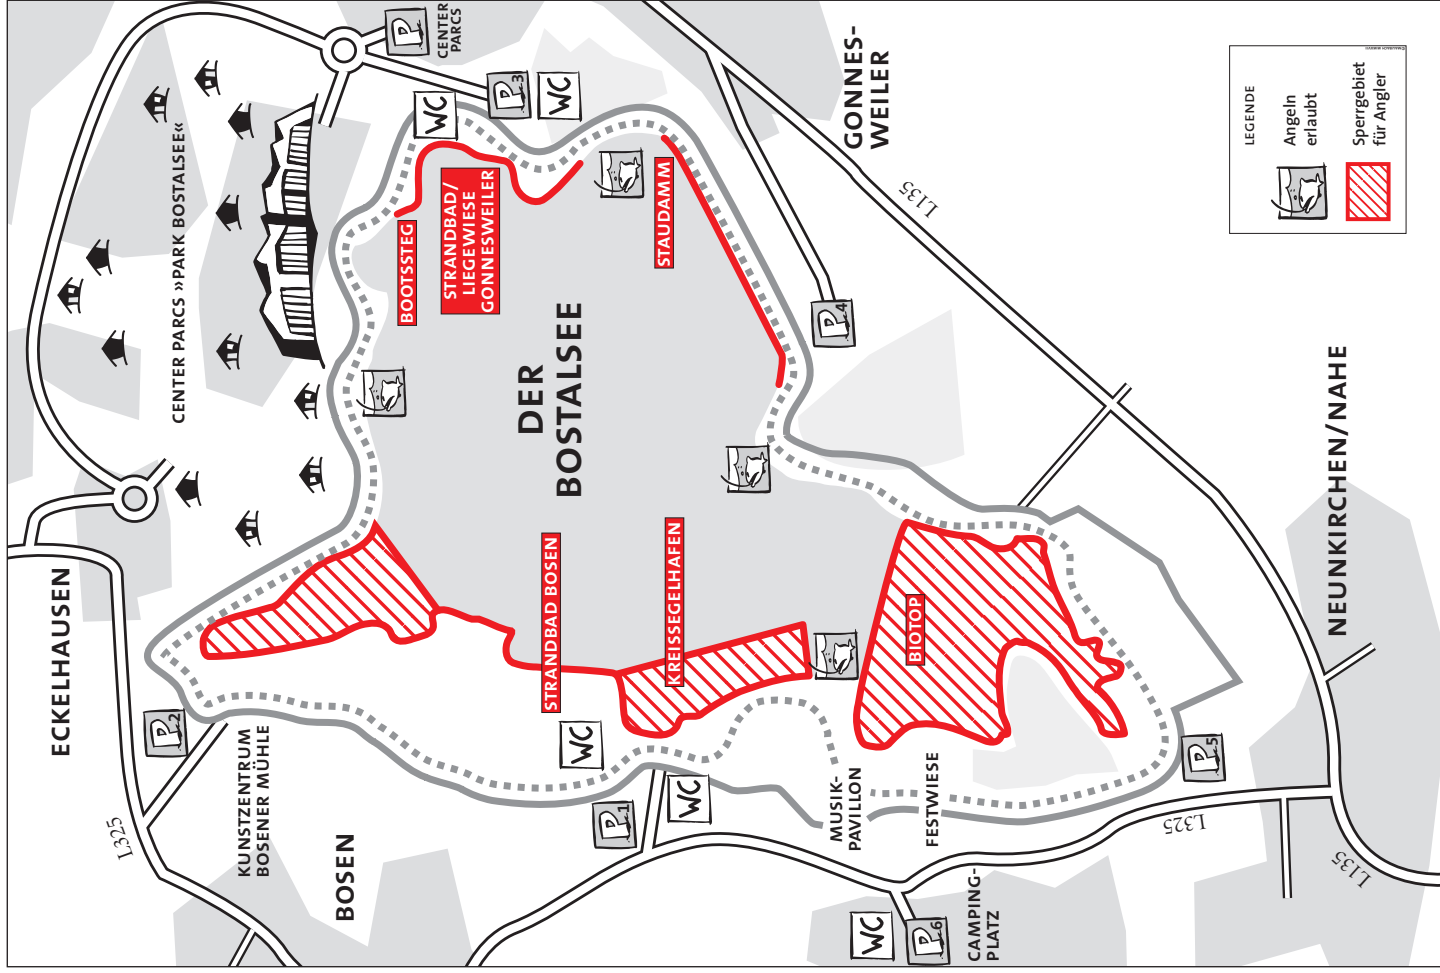 ECKELHAUSEN
L325
P2
KUNSTZENTRUM
BOSENER MÜHLE
BOSEN
CENTER PARCS »PARK BOSTALSEE«
P
CENTER
PARCS
WC
P3
WC
BOOTSSTEG
STRANDBAD/
LIEGEWIESE
GONNESWEILER
STAUDAMM
DER
BOSTALSEE
STRANDBAD BOSEN
KREISSEGELHAFEN
BIOTOP
WC
P1
WC
MUSIK-
PAVILLON
FESTWIESE
WC
P6
CAMPING-
PLATZ
P4
GONNES-
WEILER
L135
P5
L325
L135
NEUNKIRCHEN/NAHE
LEGENDE
Angeln
erlaubt
Sperrgebiet
für Angler